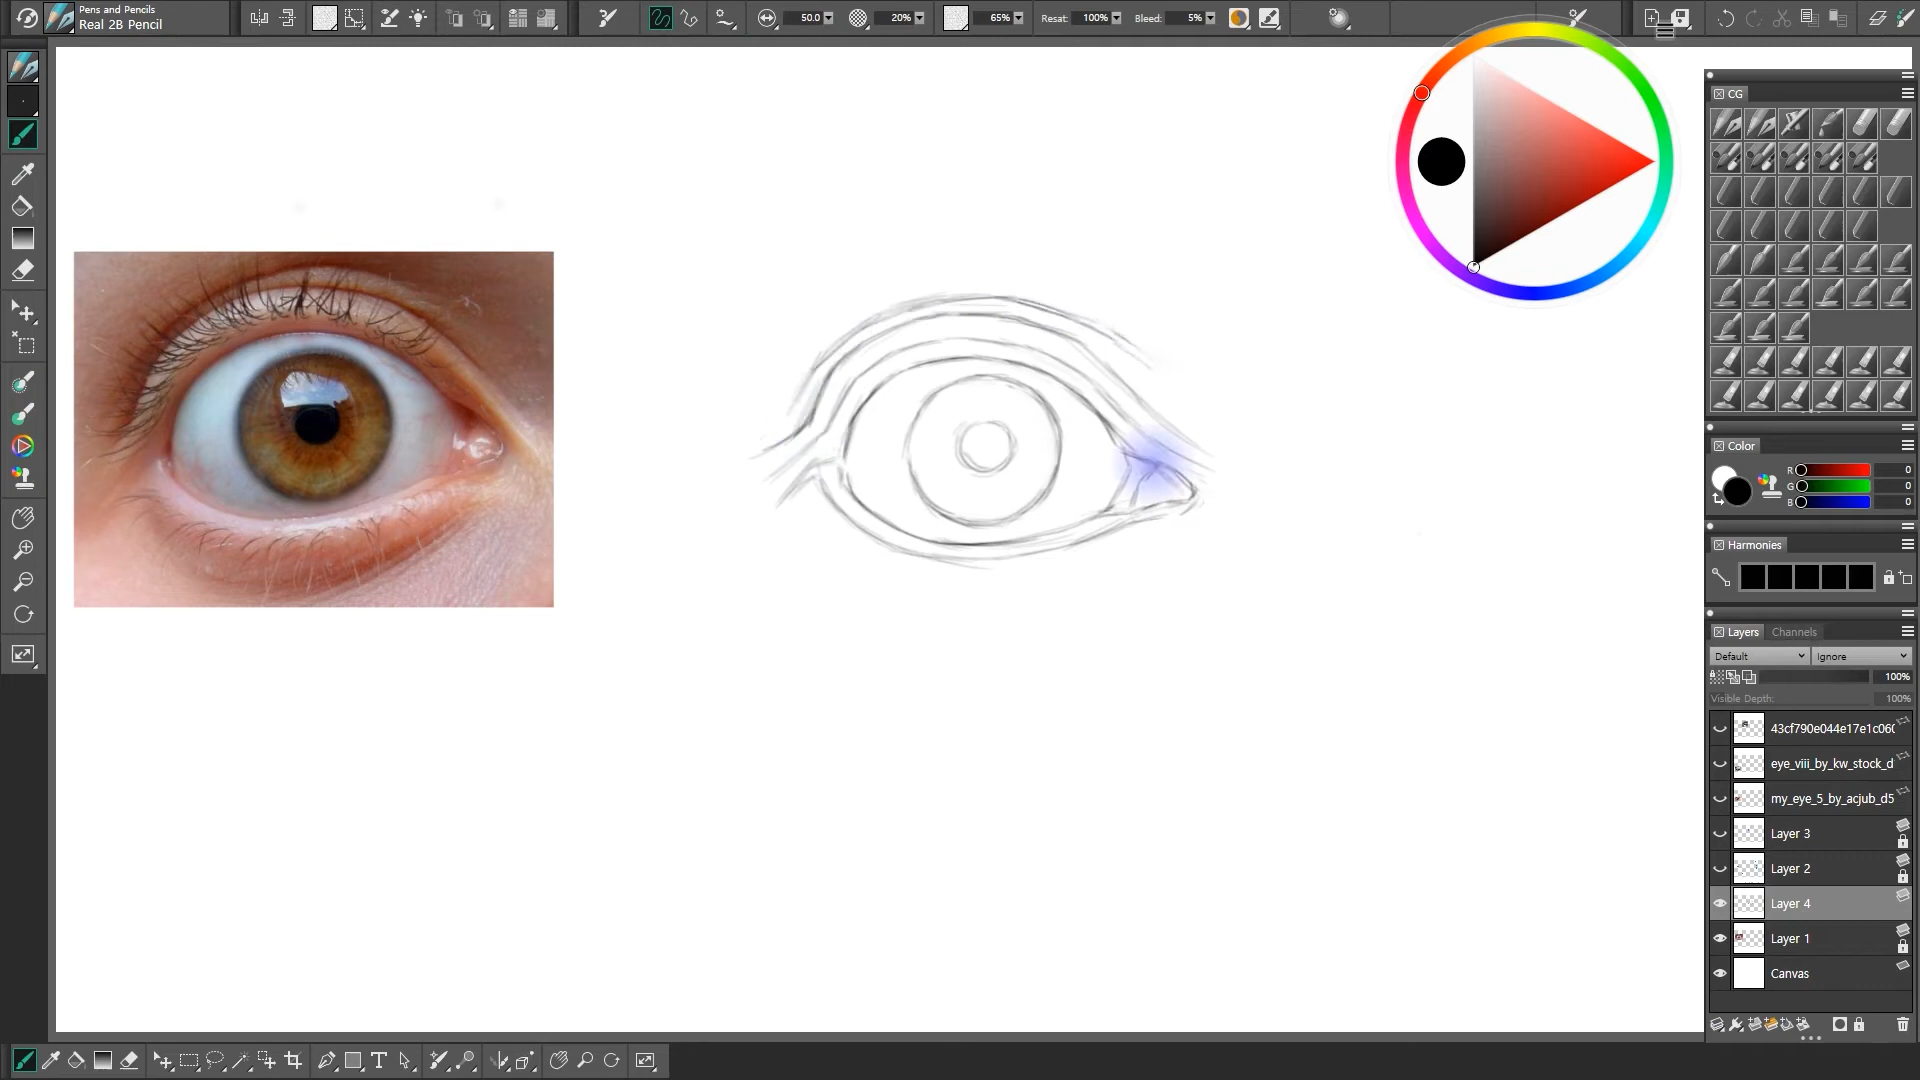 Pens and Pencils
Real 2B Pencil
50.0
20%
65%
Resat: 100%
Bleed: 5%
CG
Color
R 0
G 0
B 0
Harmonies
Layers Channels
Default Ignore
100%
Visible Depth: 100%
43cf790e044e17e1c060
eye_viii_by_kw_stock_d
my_eye_5_by_acjub_d5
Layer 3
Layer 2
Layer 4
Layer 1
Canvas